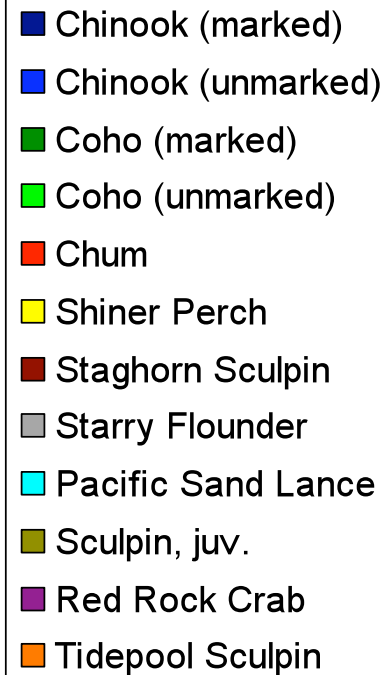 Chinook (marked)
Chinook (unmarked)
Coho (marked)
Coho (unmarked)
Chum
Shiner Perch
Staghorn Sculpin
Starry Flounder
Pacific Sand Lance
Sculpin, juv.
Red Rock Crab
Tidepool Sculpin